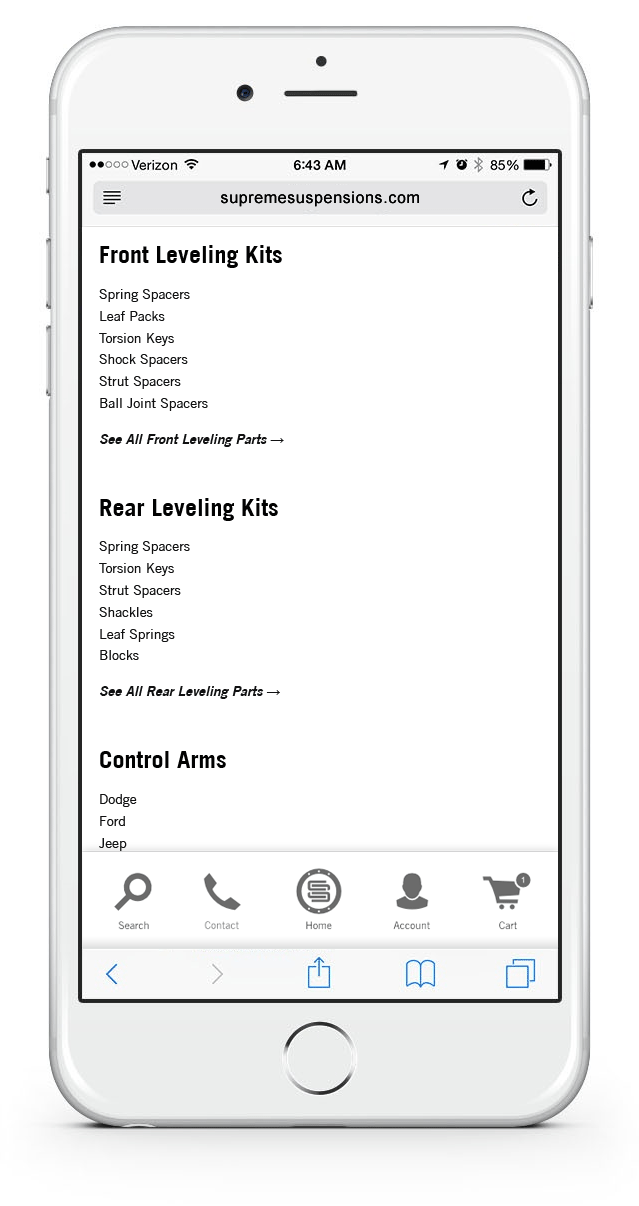 Verizon 6:43 AM 85%
supremesuspensions.com
Front Leveling Kits
Spring Spacers
Leaf Packs
Torsion Keys
Shock Spacers
Strut Spacers
Ball Joint Spacers
See All Front Leveling Parts →
Rear Leveling Kits
Spring Spacers
Torsion Keys
Strut Spacers
Shackles
Leaf Springs
Blocks
See All Rear Leveling Parts →
Control Arms
Dodge
Ford
Jeep
1
Search Contact Home Account Cart